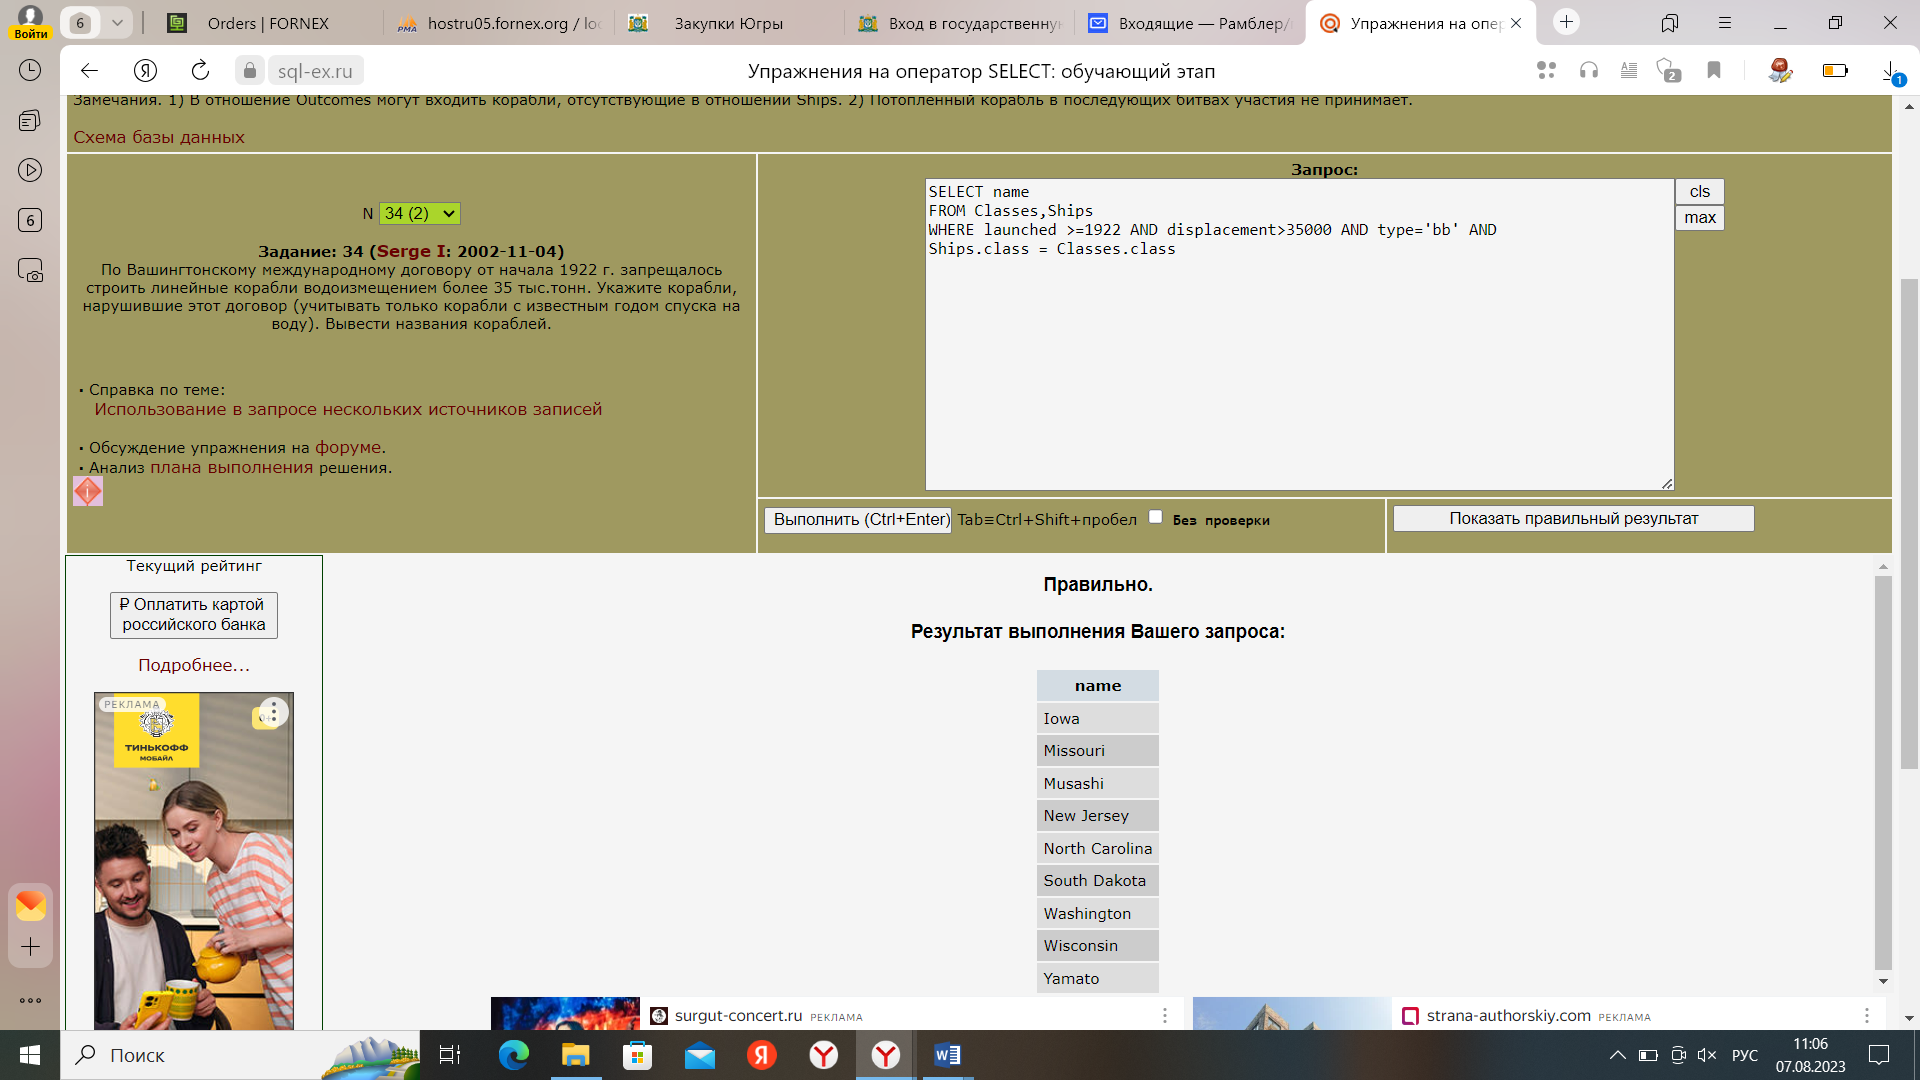 Войти
6
Orders | FORNEX
PMA
hostru05.fornex.org / loc
Закупки Югры
Вход в государственную
Входящие — Рамблер/
Упражнения на опер
sql-ex.ru
Упражнения на оператор SELECT: обучающий этап
2
1
6
Замечания. 1) В отношение Outcomes могут входить корабли, отсутствующие в отношении Ships. 2) Потопленный корабль в последующих битвах участия не принимает.
Схема базы данных
N 34 (2)
Задание: 34 (Serge I: 2002-11-04)
По Вашингтонскому международному договору от начала 1922 г. запрещалось
строить линейные корабли водоизмещением более 35 тыс.тонн. Укажите корабли,
нарушившие этот договор (учитывать только корабли c известным годом спуска на
воду). Вывести названия кораблей.
· Справка по теме:
Использование в запросе нескольких источников записей
· Обсуждение упражнения на форуме.
· Анализ плана выполнения решения.
Запрос:
SELECT name
FROM Classes,Ships
WHERE launched >=1922 AND displacement>35000 AND type='bb' AND
Ships.class = Classes.class
cls
max
Выполнить (Ctrl+Enter) Tab≡Ctrl+Shift+пробел Без проверки
Показать правильный результат
Текущий рейтинг
₽ Оплатить картой
российского банка
Подробнее...
РЕКЛАМА
ТИНЬКОФФ
МОБАЙЛ
Правильно.
Результат выполнения Вашего запроса:
name
Iowa
Missouri
Musashi
New Jersey
North Carolina
South Dakota
Washington
Wisconsin
Yamato
surgut-concert.ru РЕКЛАМА
strana-authorskiy.com РЕКЛАМА
Поиск
РУС
11:06
07.08.2023